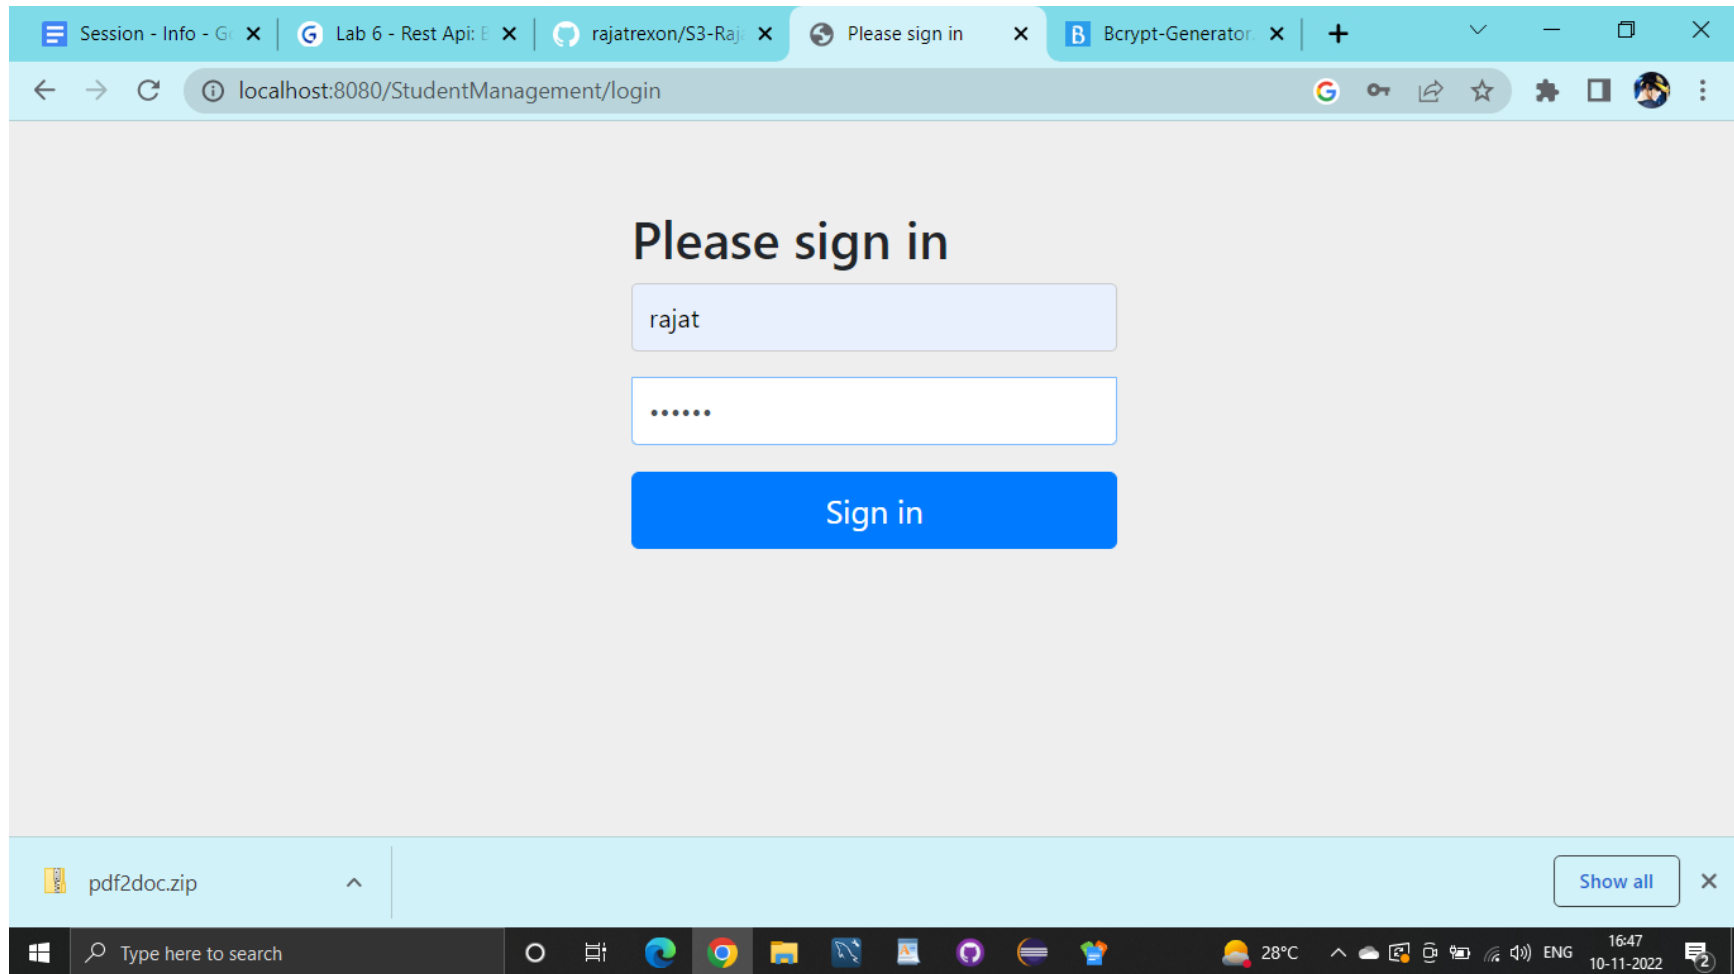 Session - Info - G
Lab 6 - Rest Api:
rajatrexon/S3-Raj
Please sign in
Bcrypt-Generator.
localhost:8080/StudentManagement/login
Please sign in
rajat
••••••
Sign in
pdf2doc.zip
Show all
Type here to search
28°C
ENG
16:47
10-11-2022
2